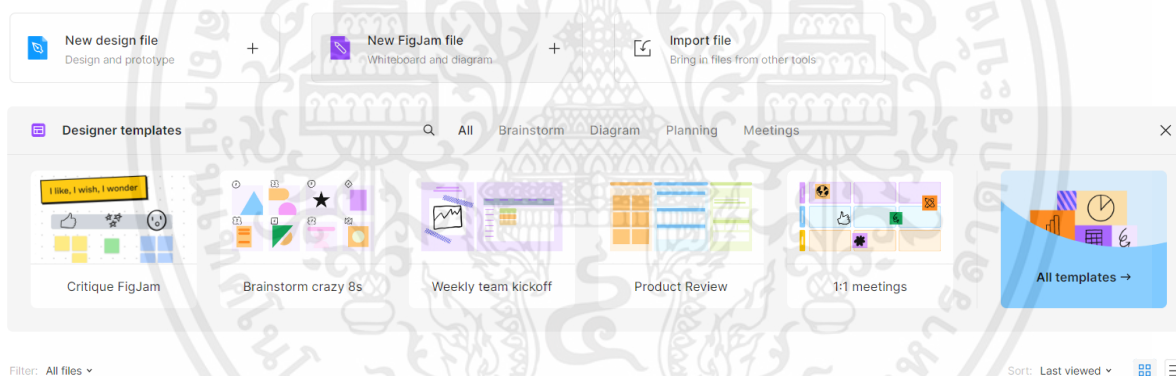 New design file
Design and prototype
New FigJam file
Whiteboard and diagram
Import file
Bring in files from other tools
Designer templates
All Brainstorm Diagram Planning Meetings
I like, I wish, I wonder
Critique FigJam
Brainstorm crazy 8s
Weekly team kickoff
Product Review
1:1 meetings
All templates →
Filter: All files
Sort: Last viewed